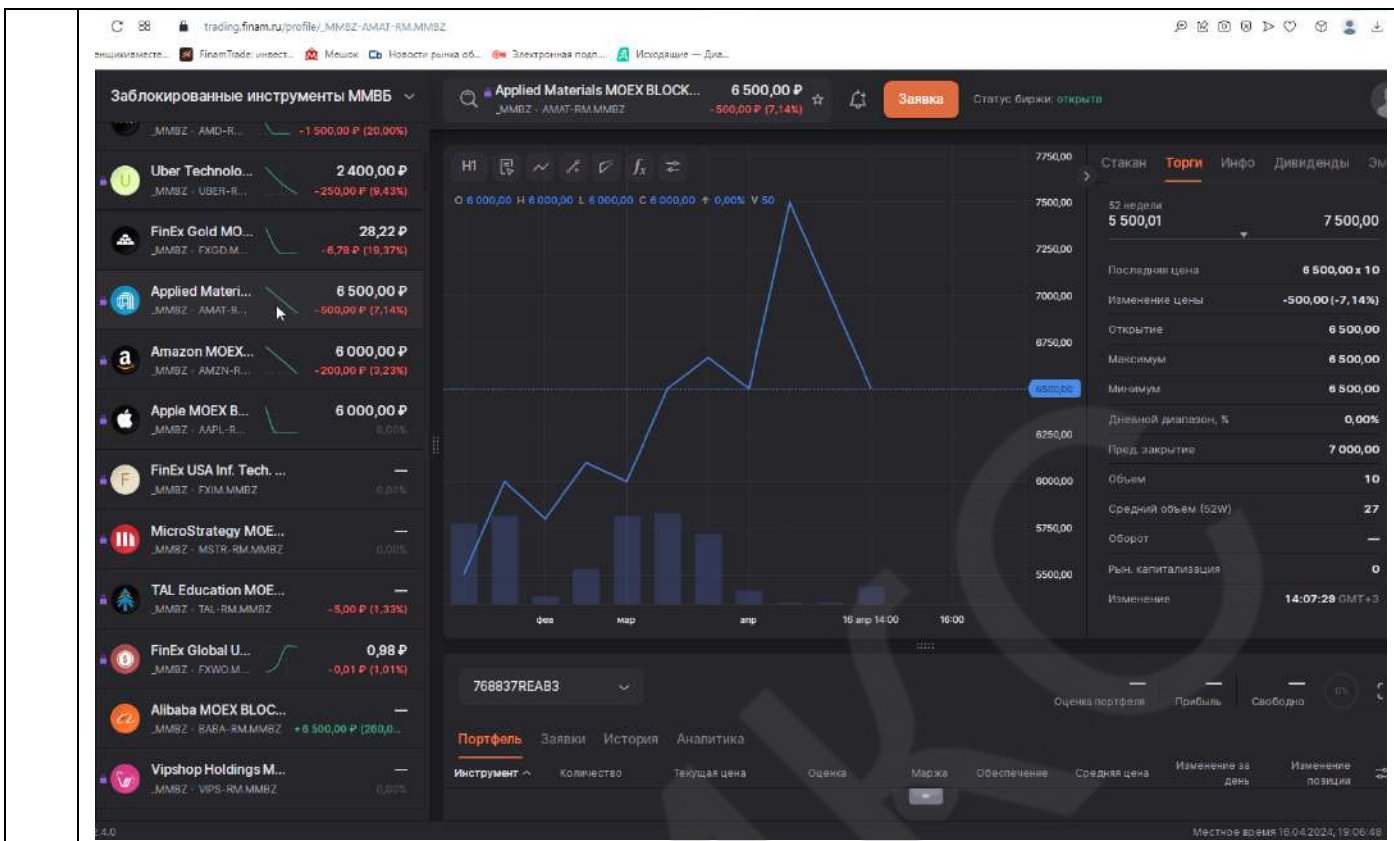 trading.finam.ru/profile/_MMBZ-AMAT-RM.MMBZ
енщикивместе... FinamTrade: инвест... Мешок Сb Новости рынка об... Электронная подп... Исходящие — Диа...
Заблокированные инструменты ММВБ
Applied Materials MOEX BLOCK... 6 500,00 ₽
_MMBZ · AMAT-RM.MMBZ -500,00 ₽ (7,14%)
Заявка
Статус биржи: открыта
_MMBZ · AMD-R... -1 500,00 ₽ (20,00%)
Uber Technolo... 2 400,00 ₽
_MMBZ · UBER-R... -250,00 ₽ (9,43%)
FinEx Gold MO... 28,22 ₽
_MMBZ · FXGD.M... -6,78 ₽ (19,37%)
Applied Materi... 6 500,00 ₽
_MMBZ · AMAT-R... -500,00 ₽ (7,14%)
Amazon MOEX... 6 000,00 ₽
_MMBZ · AMZN-R... -200,00 ₽ (3,23%)
Apple MOEX B... 6 000,00 ₽
_MMBZ · AAPL-R... 0,00%
FinEx USA Inf. Tech. ... —
_MMBZ · FXIM.MMBZ 0,00%
MicroStrategy MOE... —
_MMBZ · MSTR-RM.MMBZ 0,00%
TAL Education MOE... —
_MMBZ · TAL-RM.MMBZ -5,00 ₽ (1,33%)
FinEx Global U... 0,98 ₽
_MMBZ · FXWO.M... -0,01 ₽ (1,01%)
Alibaba MOEX BLOC... —
_MMBZ · BABA-RM.MMBZ +6 500,00 ₽ (260,0...
Vipshop Holdings M... —
_MMBZ · VIPS-RM.MMBZ 0,00%
2.4.0
H1
O 6 000,00 H 6 000,00 L 6 000,00 C 6 000,00 ↑ 0,00% V 50
7750,00
7500,00
7250,00
7000,00
6750,00
6500,00
6250,00
6000,00
5750,00
5500,00
фев мар апр 16 апр 14:00 16:00
Стакан Торги Инфо Дивиденды Эм
52 недели
5 500,01 7 500,00
Последняя цена 6 500,00 x 10
Изменение цены -500,00 (-7,14%)
Открытие 6 500,00
Максимум 6 500,00
Минимум 6 500,00
Дневной диапазон, % 0,00%
Пред. закрытие 7 000,00
Объем 10
Средний объем (52W) 27
Оборот —
Рын. капитализация 0
Изменение 14:07:29 GMT+3
768837REAB3
— — — 0%
Оценка портфеля Прибыль Свободно
Портфель Заявки История Аналитика
Инструмент Количество Текущая цена Оценка Маржа Обеспечение Средняя цена Изменение за день Изменение позиции
Местное время 16.04.2024, 19:06:48